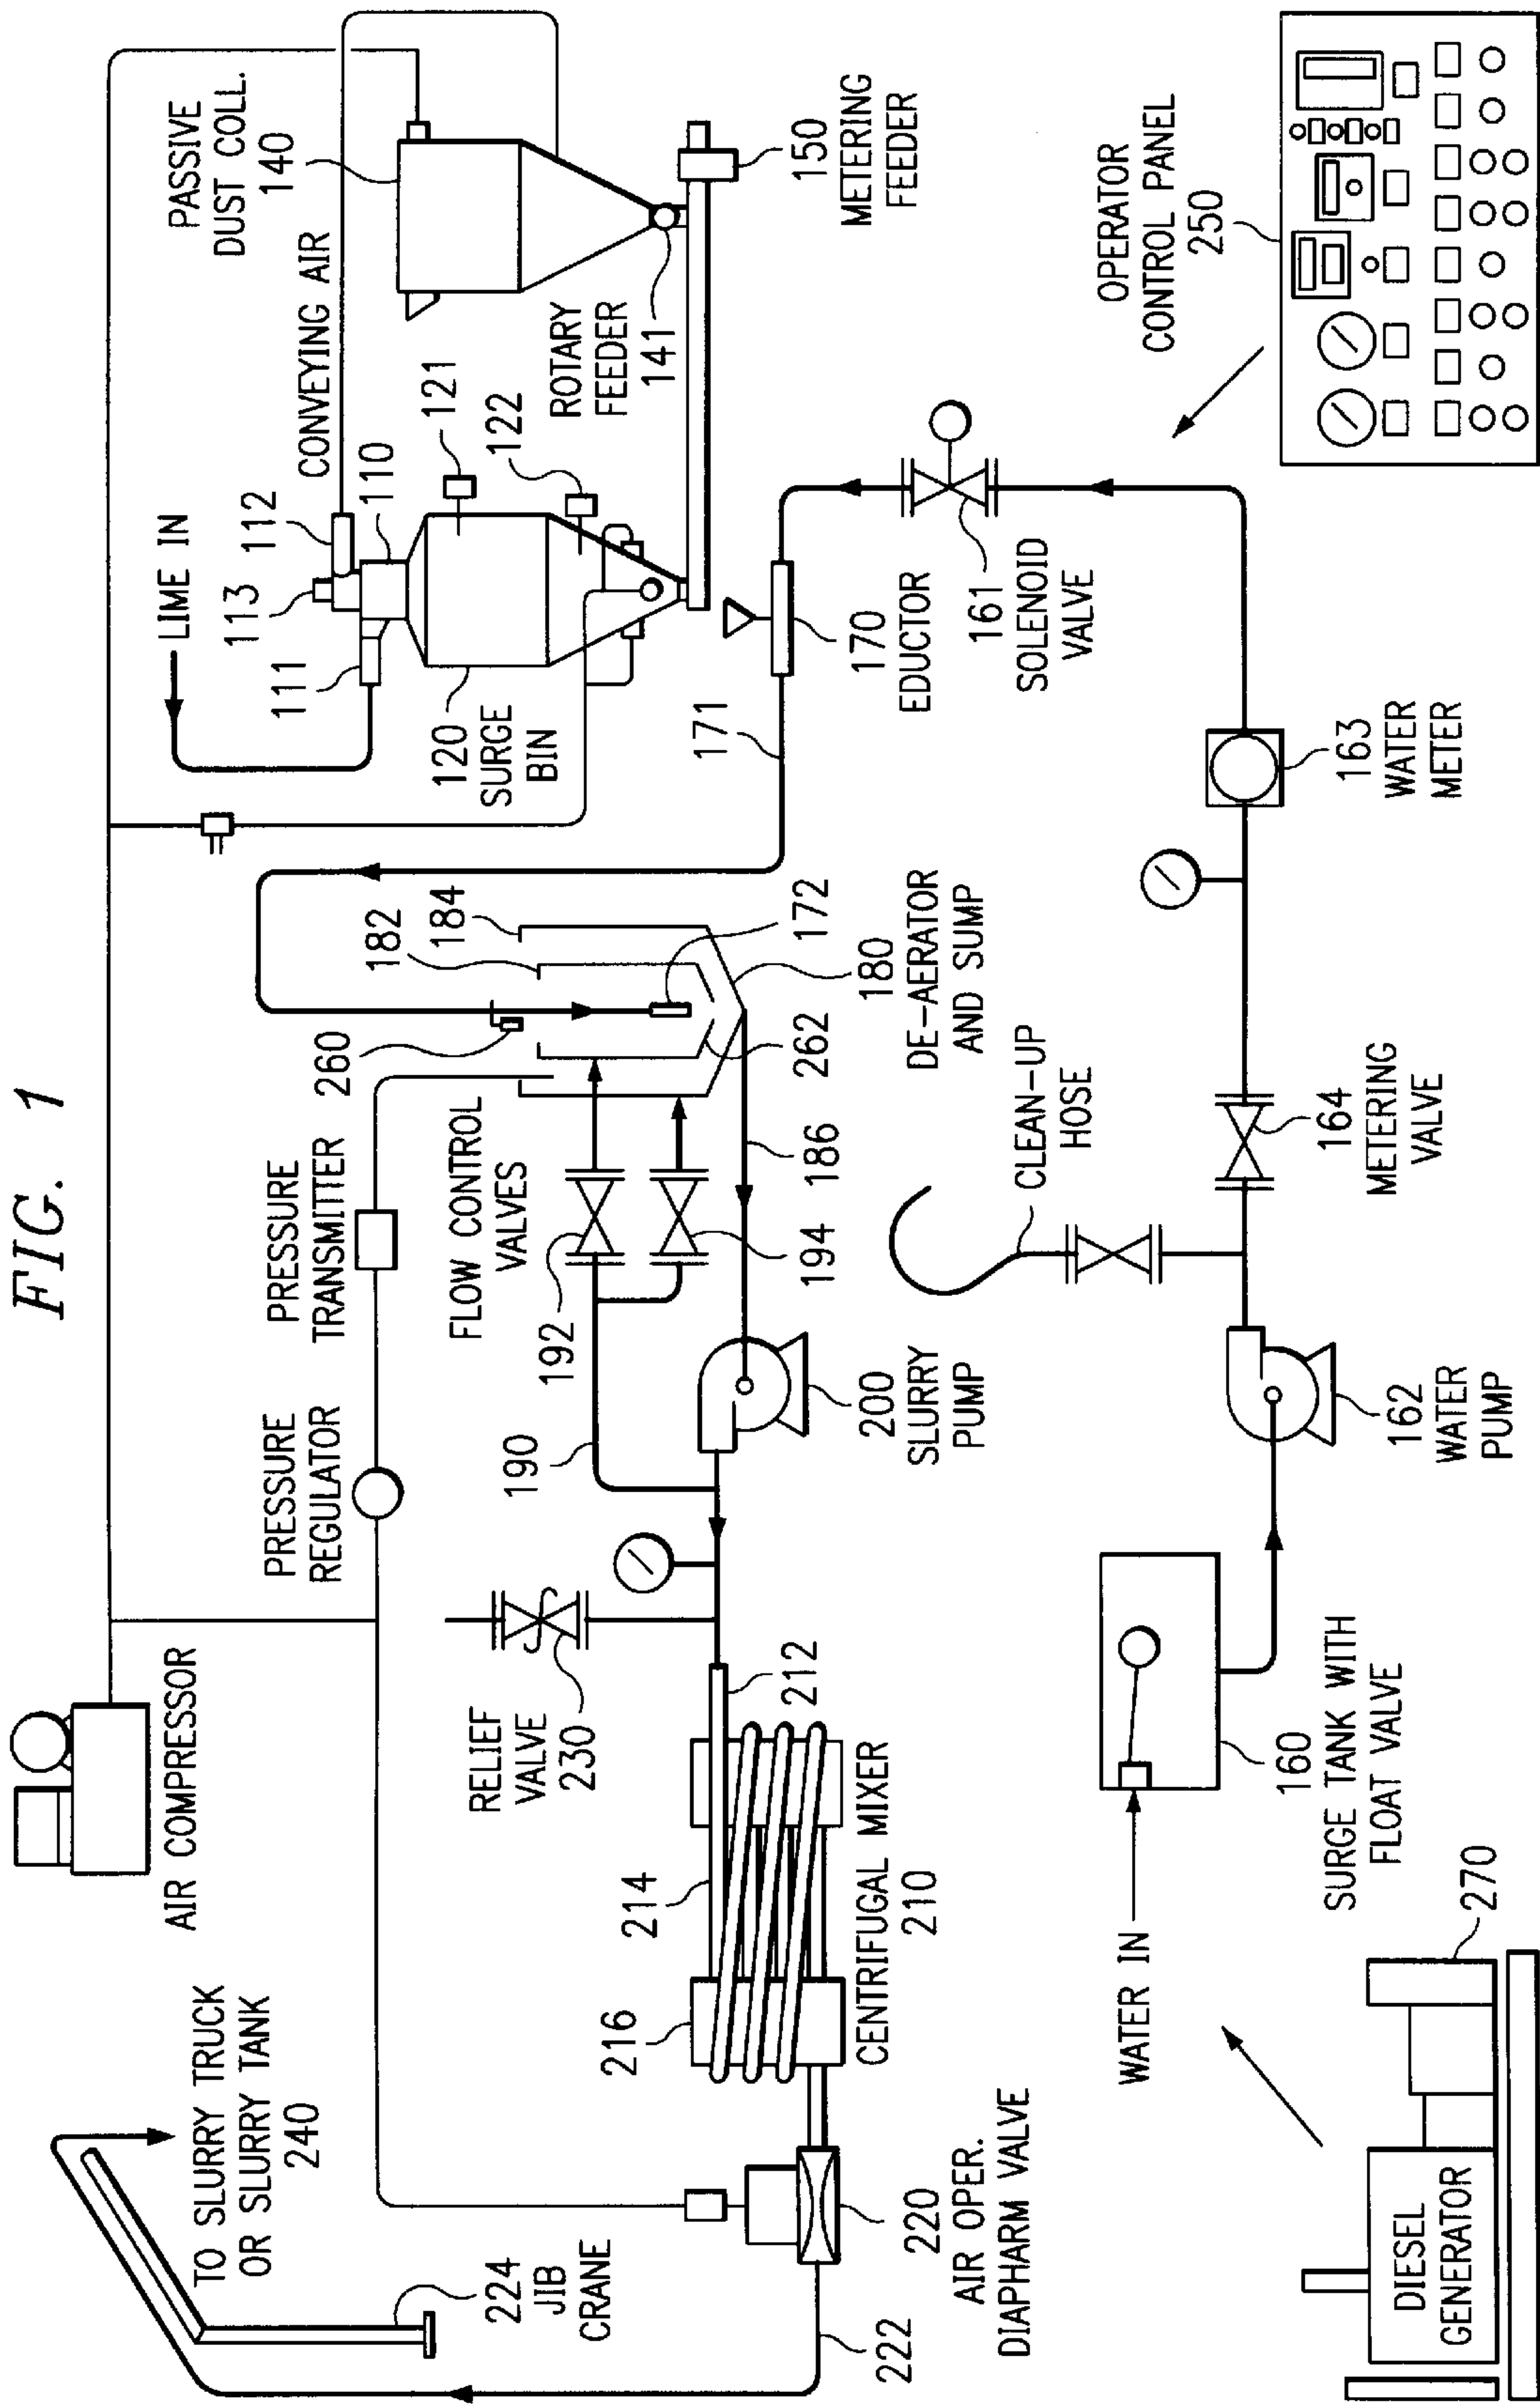 FIG. 1
AIR COMPRESSOR
TO SLURRY TRUCK
OR SLURRY TANK
240
224
JIB
CRANE
222
PRESSURE
REGULATOR
PRESSURE
TRANSMITTER
LIME IN
113
112
111
110
CONVEYING AIR
PASSIVE
DUST COLL.
140
120
SURGE
BIN
121
122
ROTARY
FEEDER
141
150
METERING
FEEDER
RELIEF
VALVE
230
190
FLOW CONTROL
VALVES
192
194
186
260
182
184
172
262
180
DE-AERATOR
AND SUMP
171
170
EDUCTOR
161
SOLENOID
VALVE
216
214
212
CENTRIFUGAL MIXER
210
220
AIR OPER.
DIAPHARM VALVE
200
SLURRY
PUMP
CLEAN-UP
HOSE
WATER IN
160
SURGE TANK WITH
FLOAT VALVE
162
WATER
PUMP
164
METERING
VALVE
163
WATER
METER
OPERATOR
CONTROL PANEL
250
DIESEL
GENERATOR
270